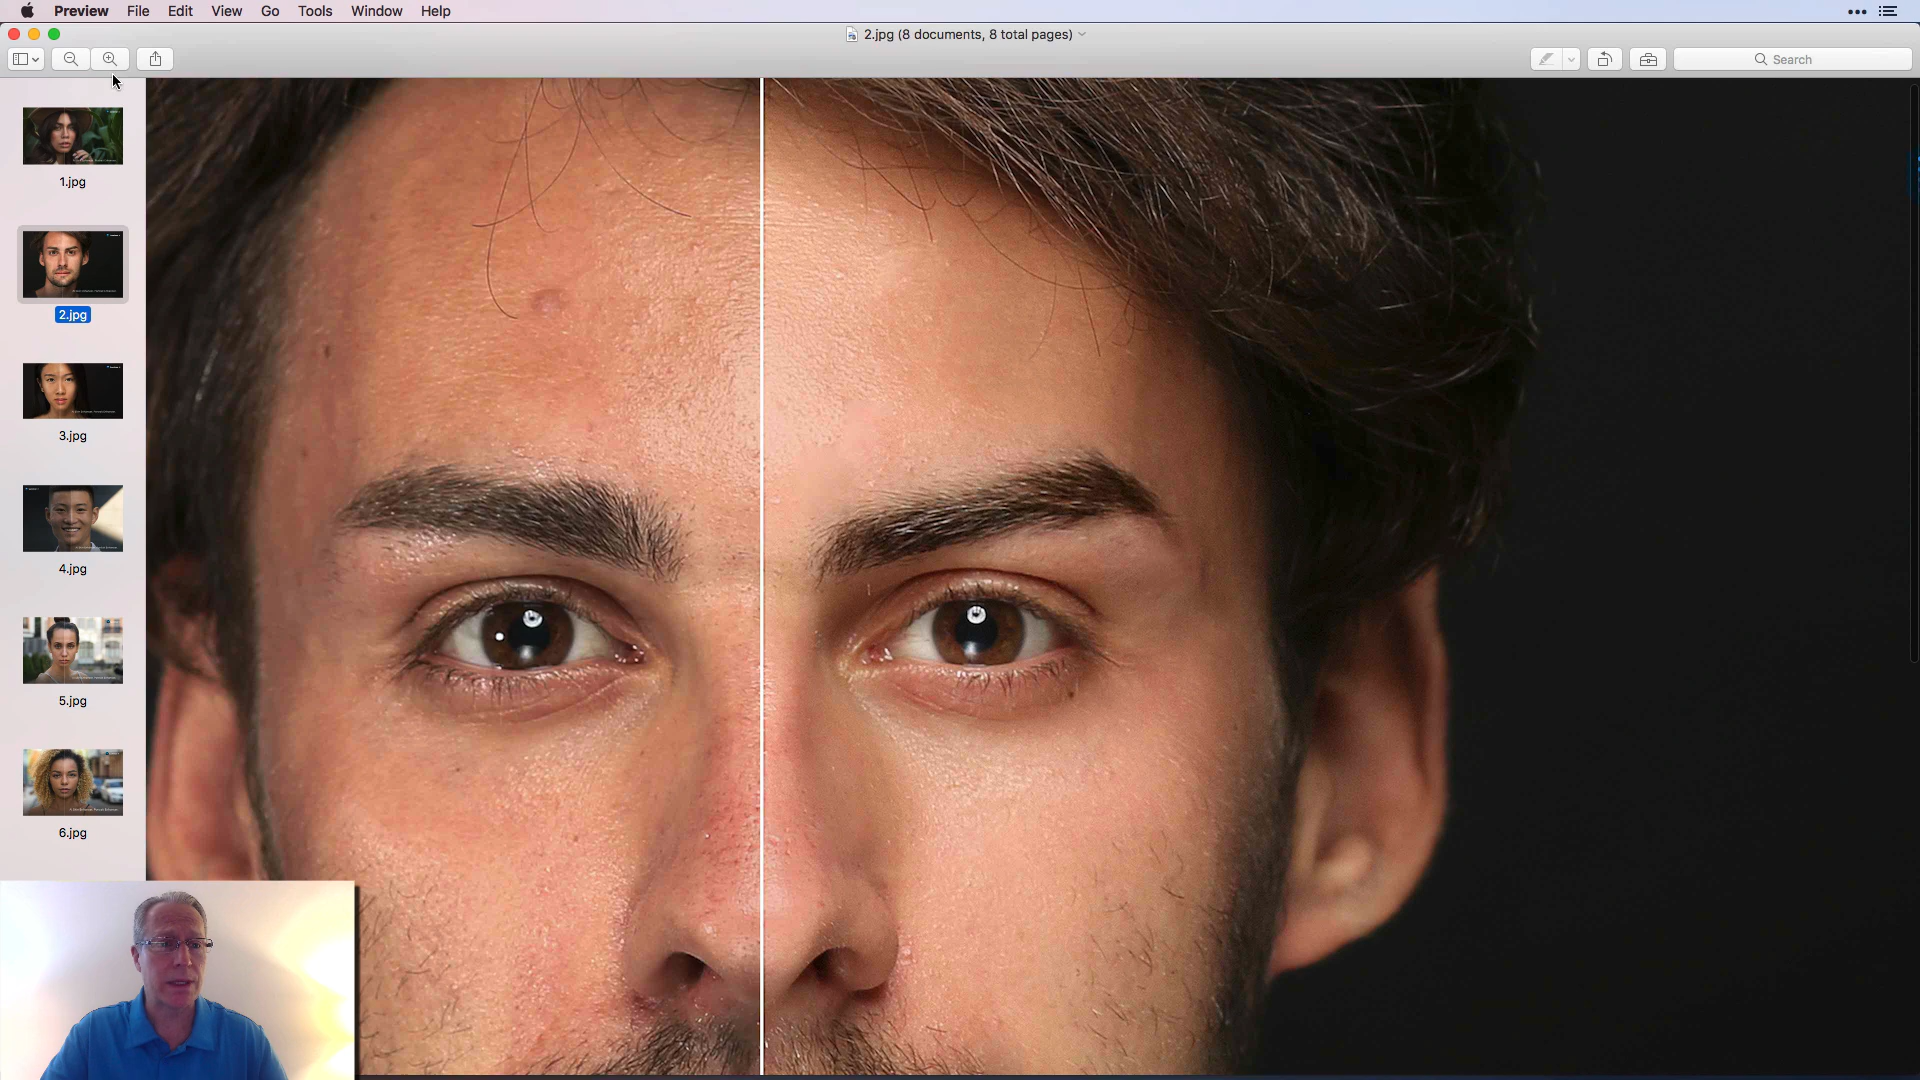 Preview File Edit View Go Tools Window Help
2.jpg (8 documents, 8 total pages)
Search
1.jpg
2.jpg
3.jpg
4.jpg
5.jpg
6.jpg